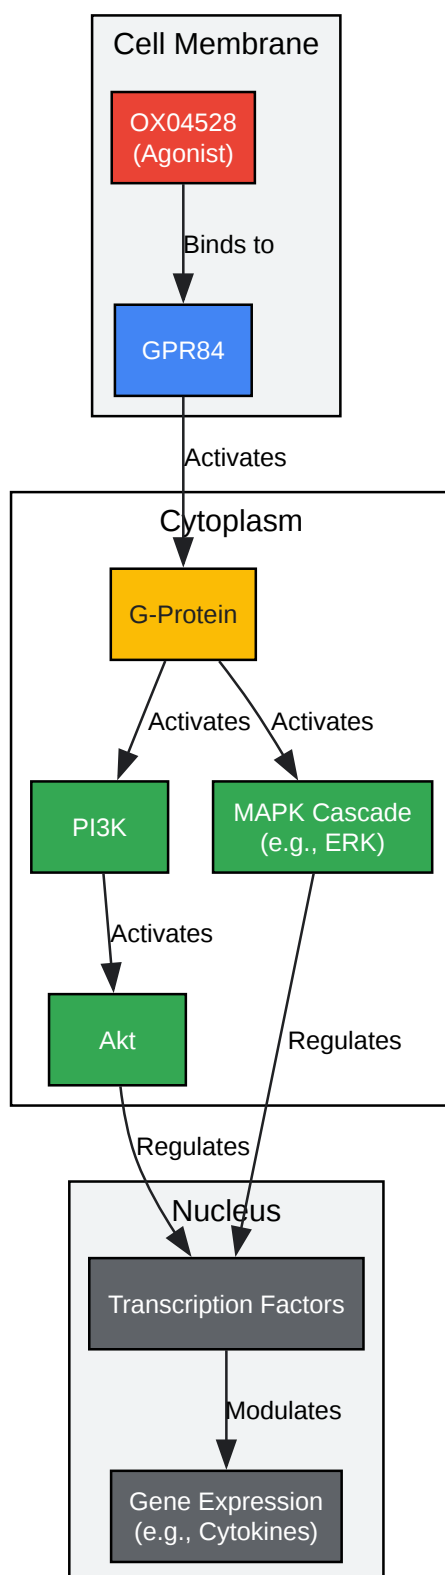 Cell Membrane
OX04528
(Agonist)
Binds to
GPR84
Activates
Cytoplasm
G-Protein
Activates
Activates
PI3K
MAPK Cascade
(e.g., ERK)
Activates
Akt
Regulates
Regulates
Nucleus
Transcription Factors
Modulates
Gene Expression
(e.g., Cytokines)